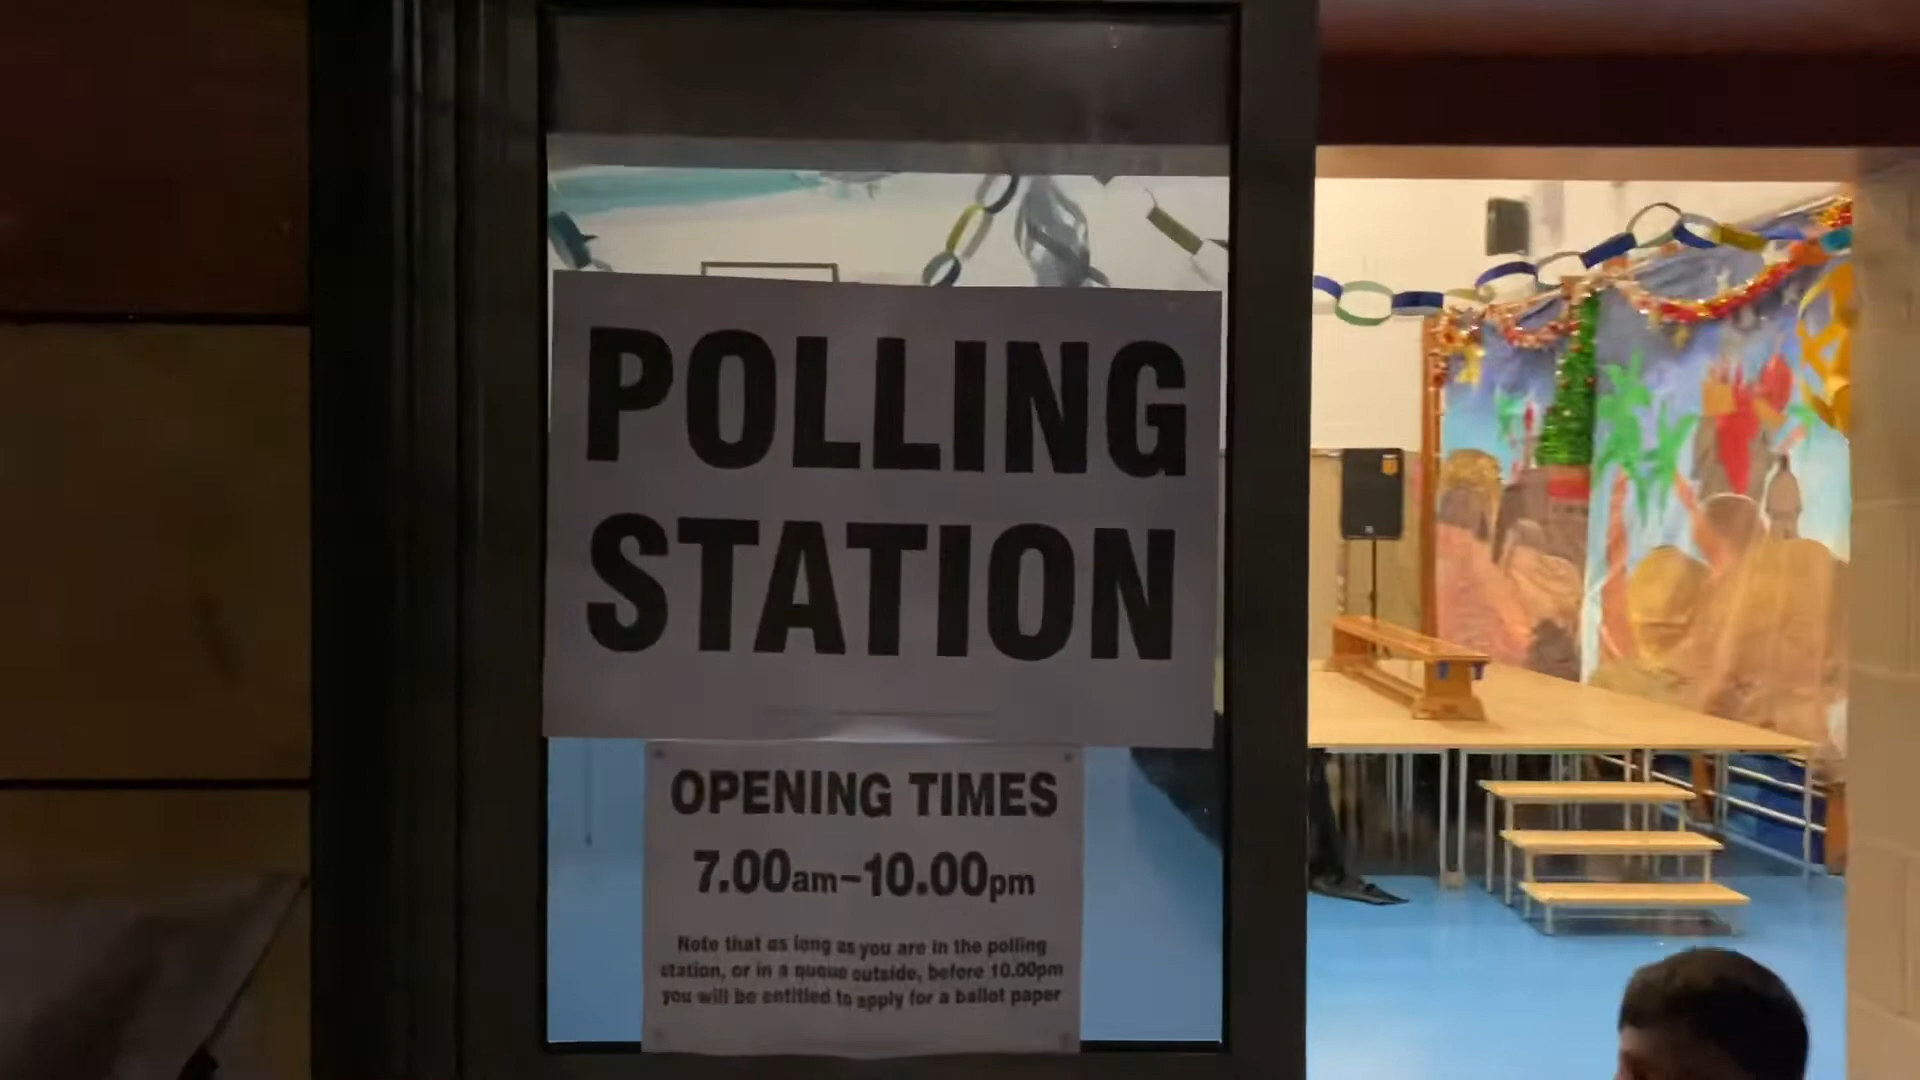 POLLING
STATION
OPENING TIMES
7.00am–10.00pm
Note that as long as you are in the polling
station, or in a queue outside, before 10.00pm
you will be entitled to apply for a ballot paper